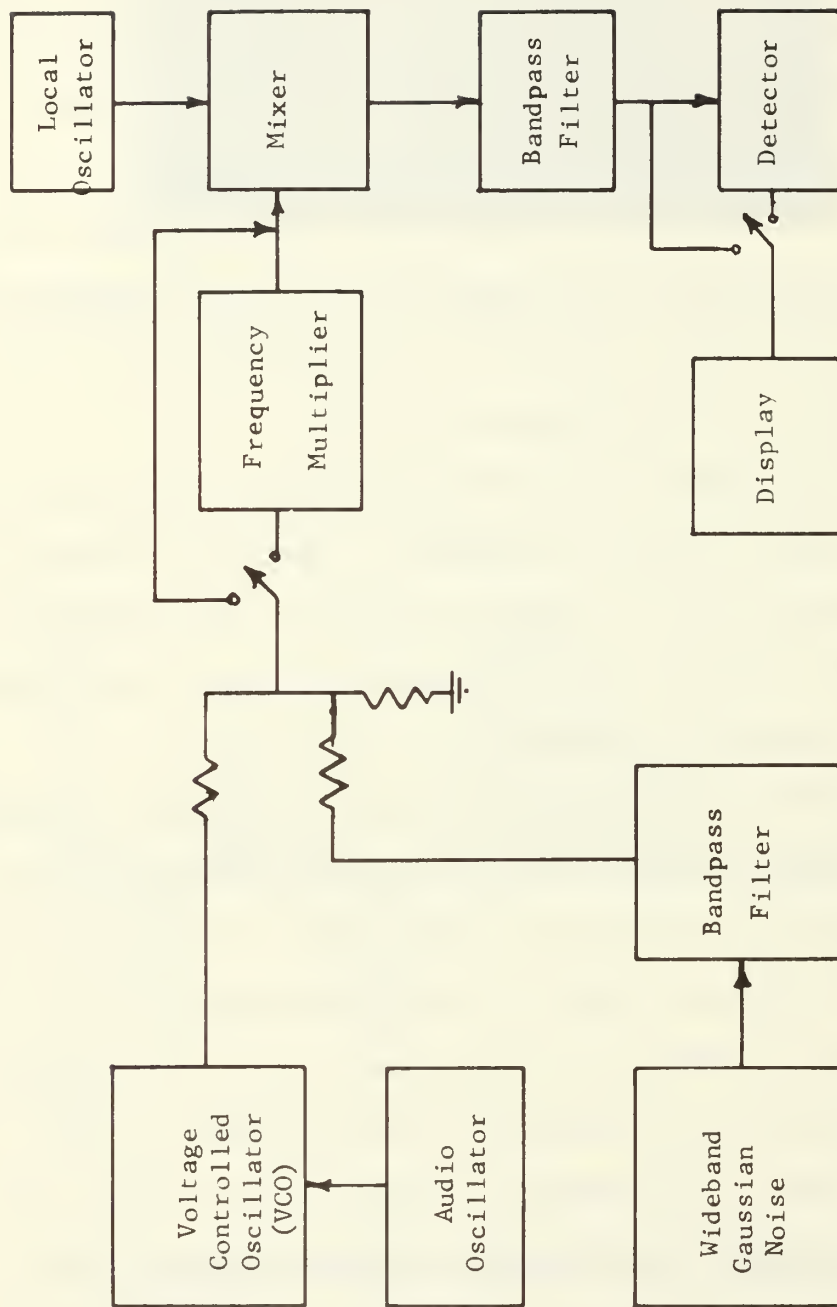 Voltage
Controlled
Oscillator
(VCO)
Audio
Oscillator
Wideband
Gaussian
Noise
Bandpass
Filter
Frequency
Multiplier
Local
Oscillator
Mixer
Bandpass
Filter
Detector
Display